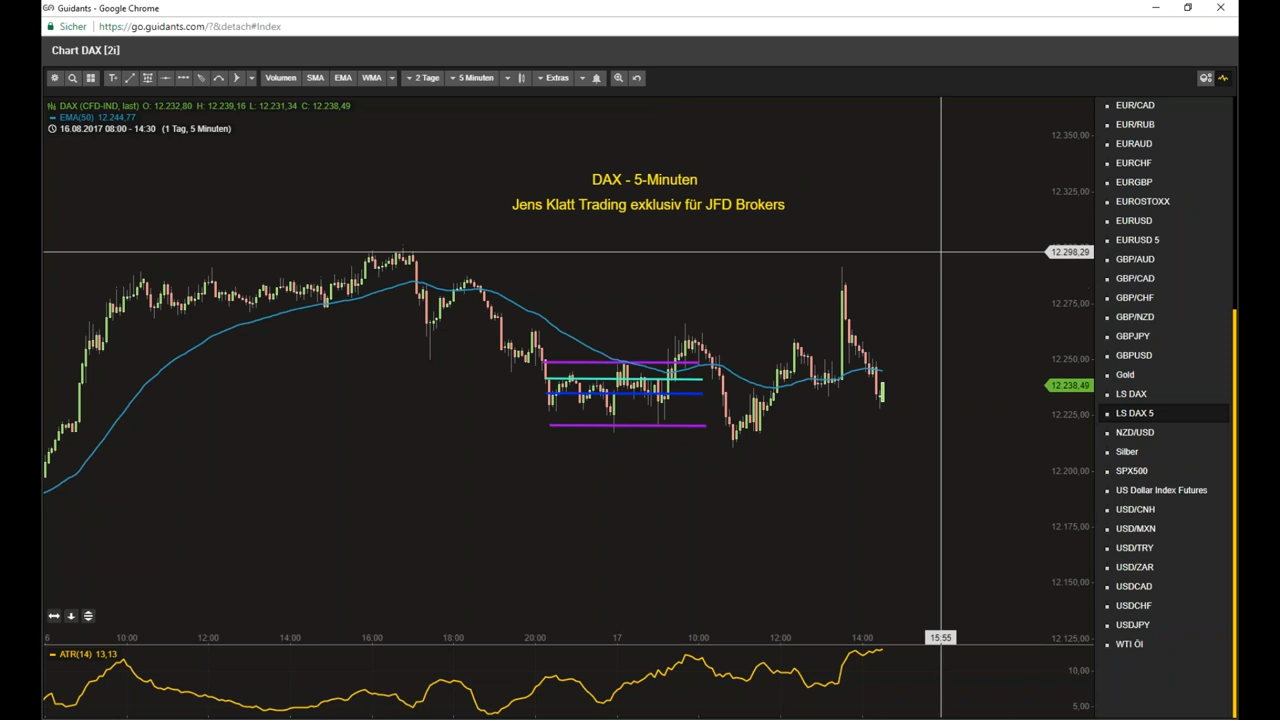 Guidants - Google Chrome
Sicher | https://go.guidants.com/?&detach#Index
Chart DAX [2i]
T+ Volumen SMA EMA WMA 2 Tage 5 Minuten Extras
DAX (CFD-IND, last) O: 12.232,80 H: 12.239,16 L: 12.231,34 C: 12.238,49
EMA(50) 12.244,77
16.08.2017 08:00 - 14:30 (1 Tag, 5 Minuten)
DAX - 5-Minuten
Jens Klatt Trading exklusiv für JFD Brokers
12.350,00
12.325,00
12.298,29
12.275,00
12.250,00
12.238,49
12.225,00
12.200,00
12.175,00
12.150,00
12.125,00
6 10:00 12:00 14:00 16:00 18:00 20:00 17 10:00 12:00 14:00 15:55
ATR(14) 13,13
10,00
5,00
EUR/CAD
EUR/RUB
EURAUD
EURCHF
EURGBP
EUROSTOXX
EURUSD
EURUSD 5
GBP/AUD
GBP/CAD
GBP/CHF
GBP/NZD
GBPJPY
GBPUSD
Gold
LS DAX
LS DAX 5
NZD/USD
Silber
SPX500
US Dollar Index Futures
USD/CNH
USD/MXN
USD/TRY
USD/ZAR
USDCAD
USDCHF
USDJPY
WTI Öl